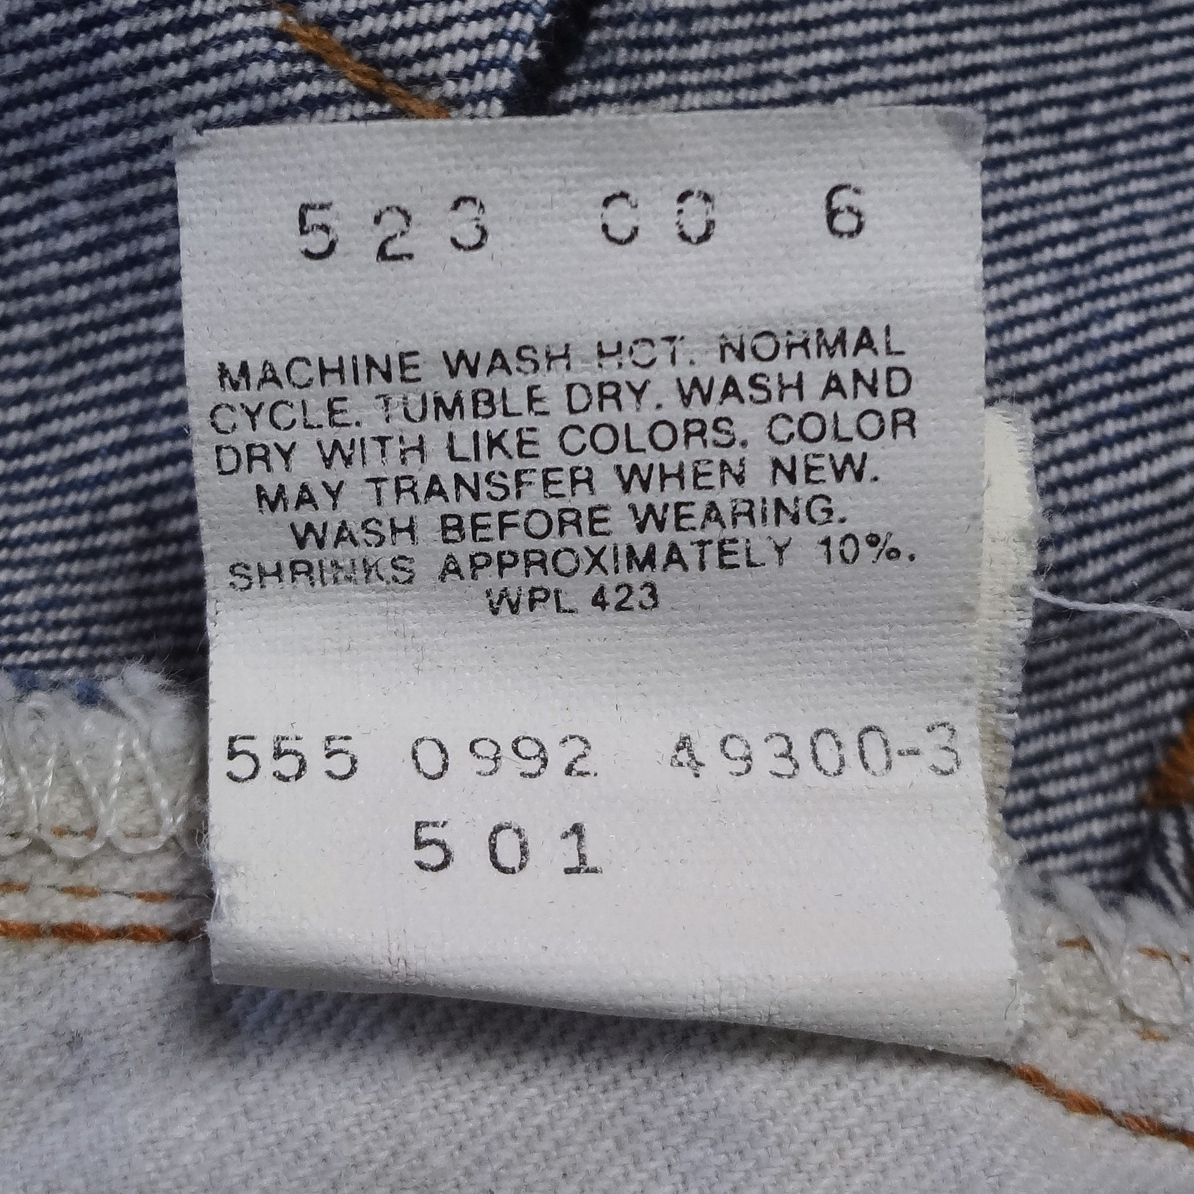 523 C0 6
MACHINE WASH HOT. NORMAL
CYCLE. TUMBLE DRY. WASH AND
DRY WITH LIKE COLORS. COLOR
MAY TRANSFER WHEN NEW.
WASH BEFORE WEARING.
SHRINKS APPROXIMATELY 10%.
WPL 423
555 0992 49300-3
501